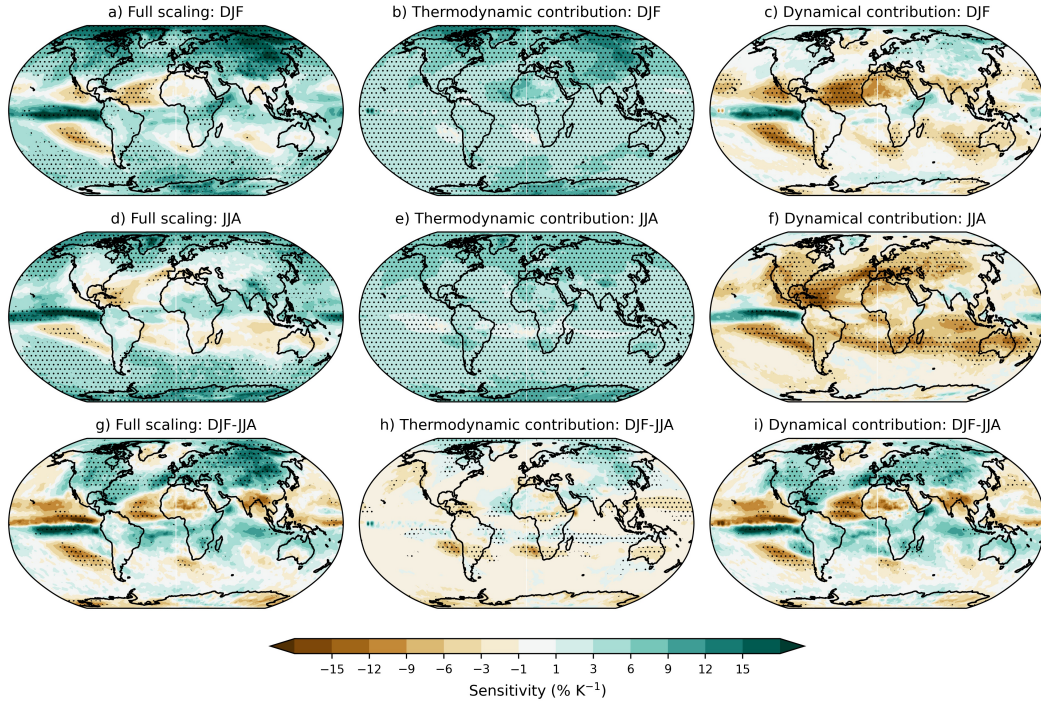 a) Full scaling: DJF
b) Thermodynamic contribution: DJF
c) Dynamical contribution: DJF
d) Full scaling: JJA
e) Thermodynamic contribution: JJA
f) Dynamical contribution: JJA
g) Full scaling: DJF-JJA
h) Thermodynamic contribution: DJF-JJA
i) Dynamical contribution: DJF-JJA
−15 −12 −9 −6 −3 −1 1 3 6 9 12 15
Sensitivity (% K⁻¹)